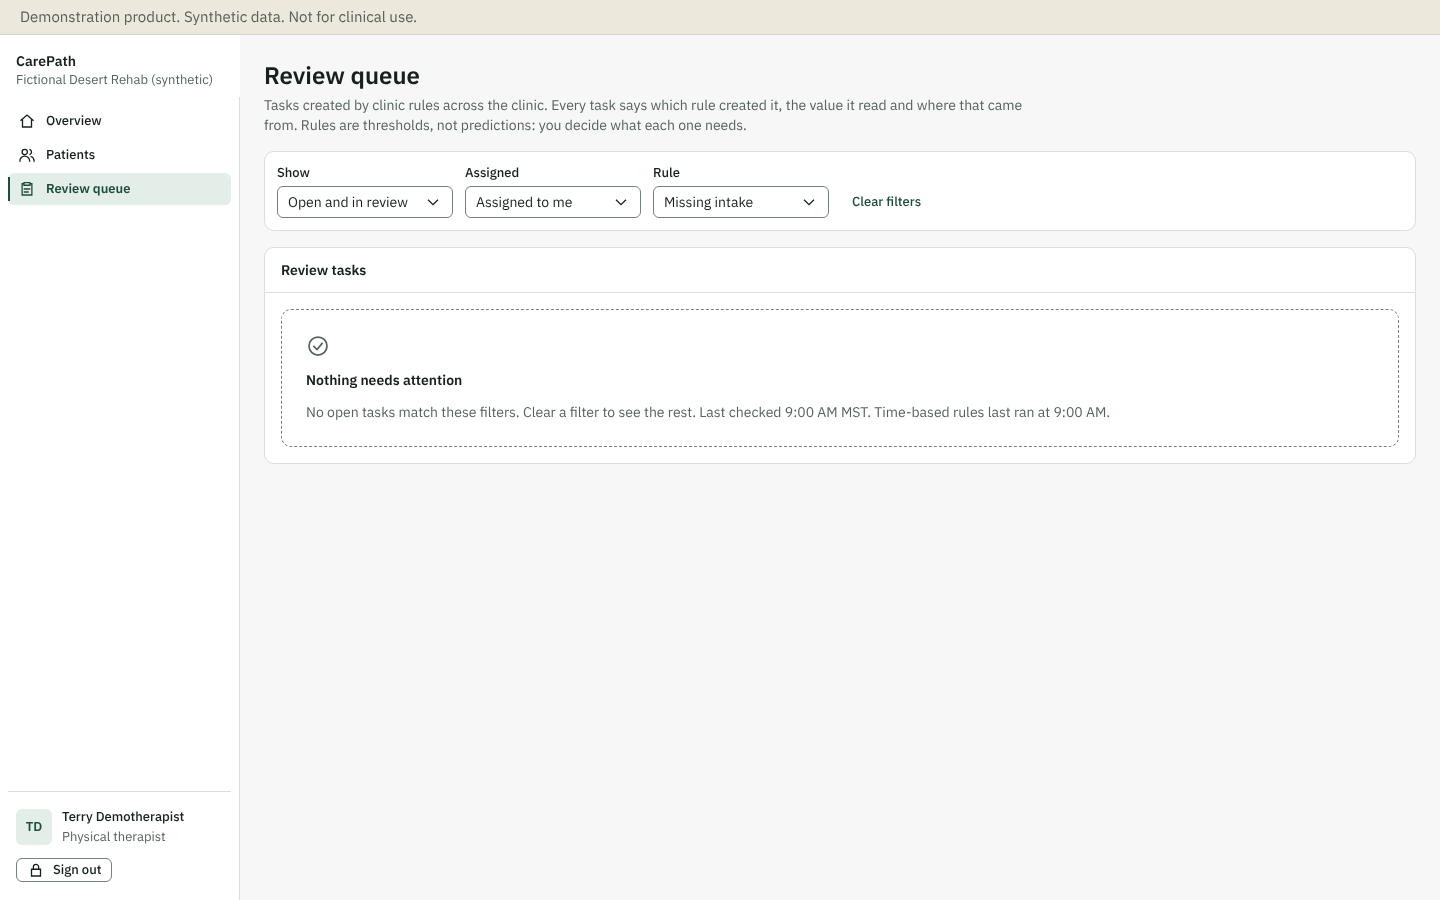 Demonstration product. Synthetic data. Not for clinical use.
CarePath
Fictional Desert Rehab (synthetic)
Overview
Patients
Review queue
Terry Demotherapist
TD
Physical therapist
Sign out
Review queue
Tasks created by clinic rules across the clinic. Every task says which rule created it, the value it read and where that came
from. Rules are thresholds, not predictions: you decide what each one needs.
Show
Assigned
Rule
Open and in review
Assigned to me
Missing intake
Clear filters
Review tasks
Nothing needs attention
No open tasks match these filters. Clear a filter to see the rest. Last checked 9:00 AM MST. Time-based rules last ran at 9:00 AM.